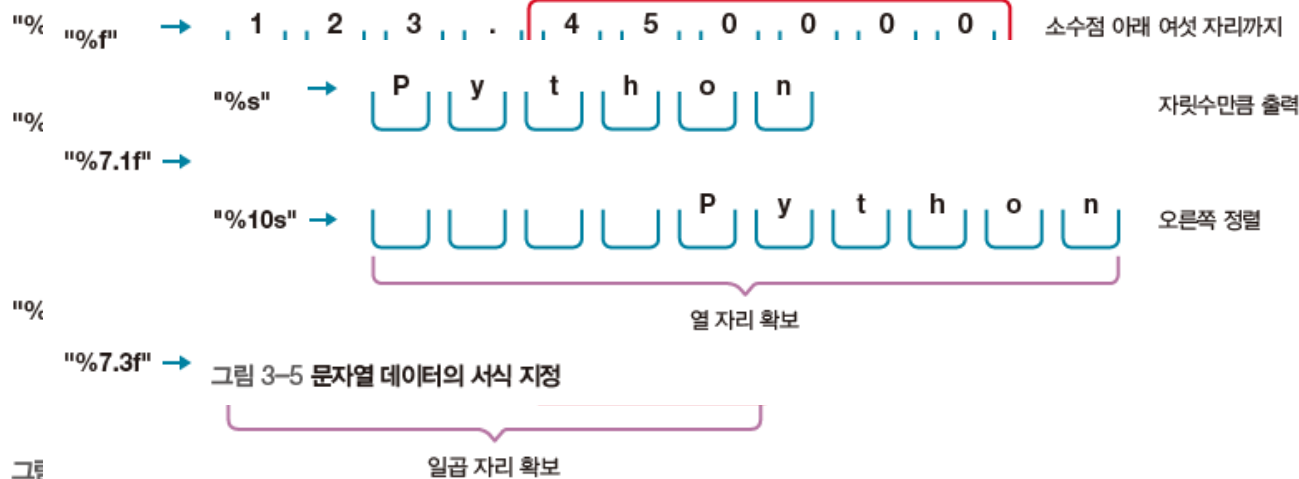 "%
"%f" → 1 2 3 . 4 5 0 0 0 0 소수점 아래 여섯 자리까지
"%s" → P y t h o n 자릿수만큼 출력
"%
"%7.1f" →
"%10s" → P y t h o n 오른쪽 정렬
열 자리 확보
"%
"%7.3f" →
그림 3-5 문자열 데이터의 서식 지정
일곱 자리 확보